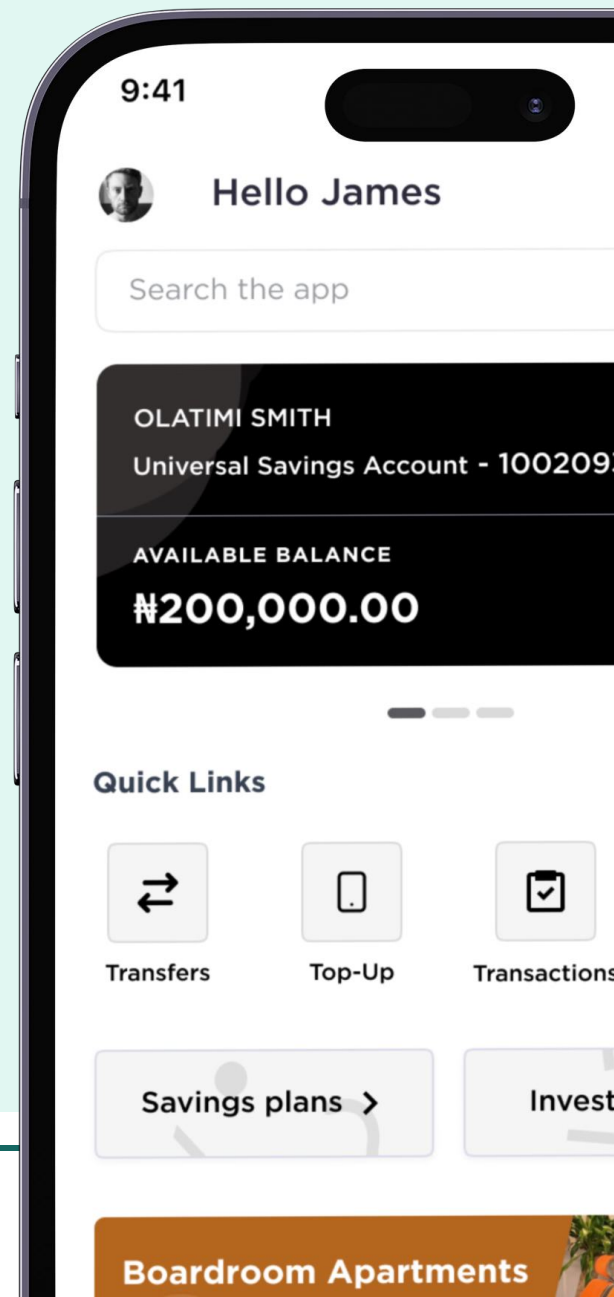 9:41
Hello James
Search the app
OLATIMI SMITH
Universal Savings Account - 100209
AVAILABLE BALANCE
₦200,000.00
Quick Links
Transfers
Top-Up
Transactions
Savings plans
Invest
Boardroom Apartments